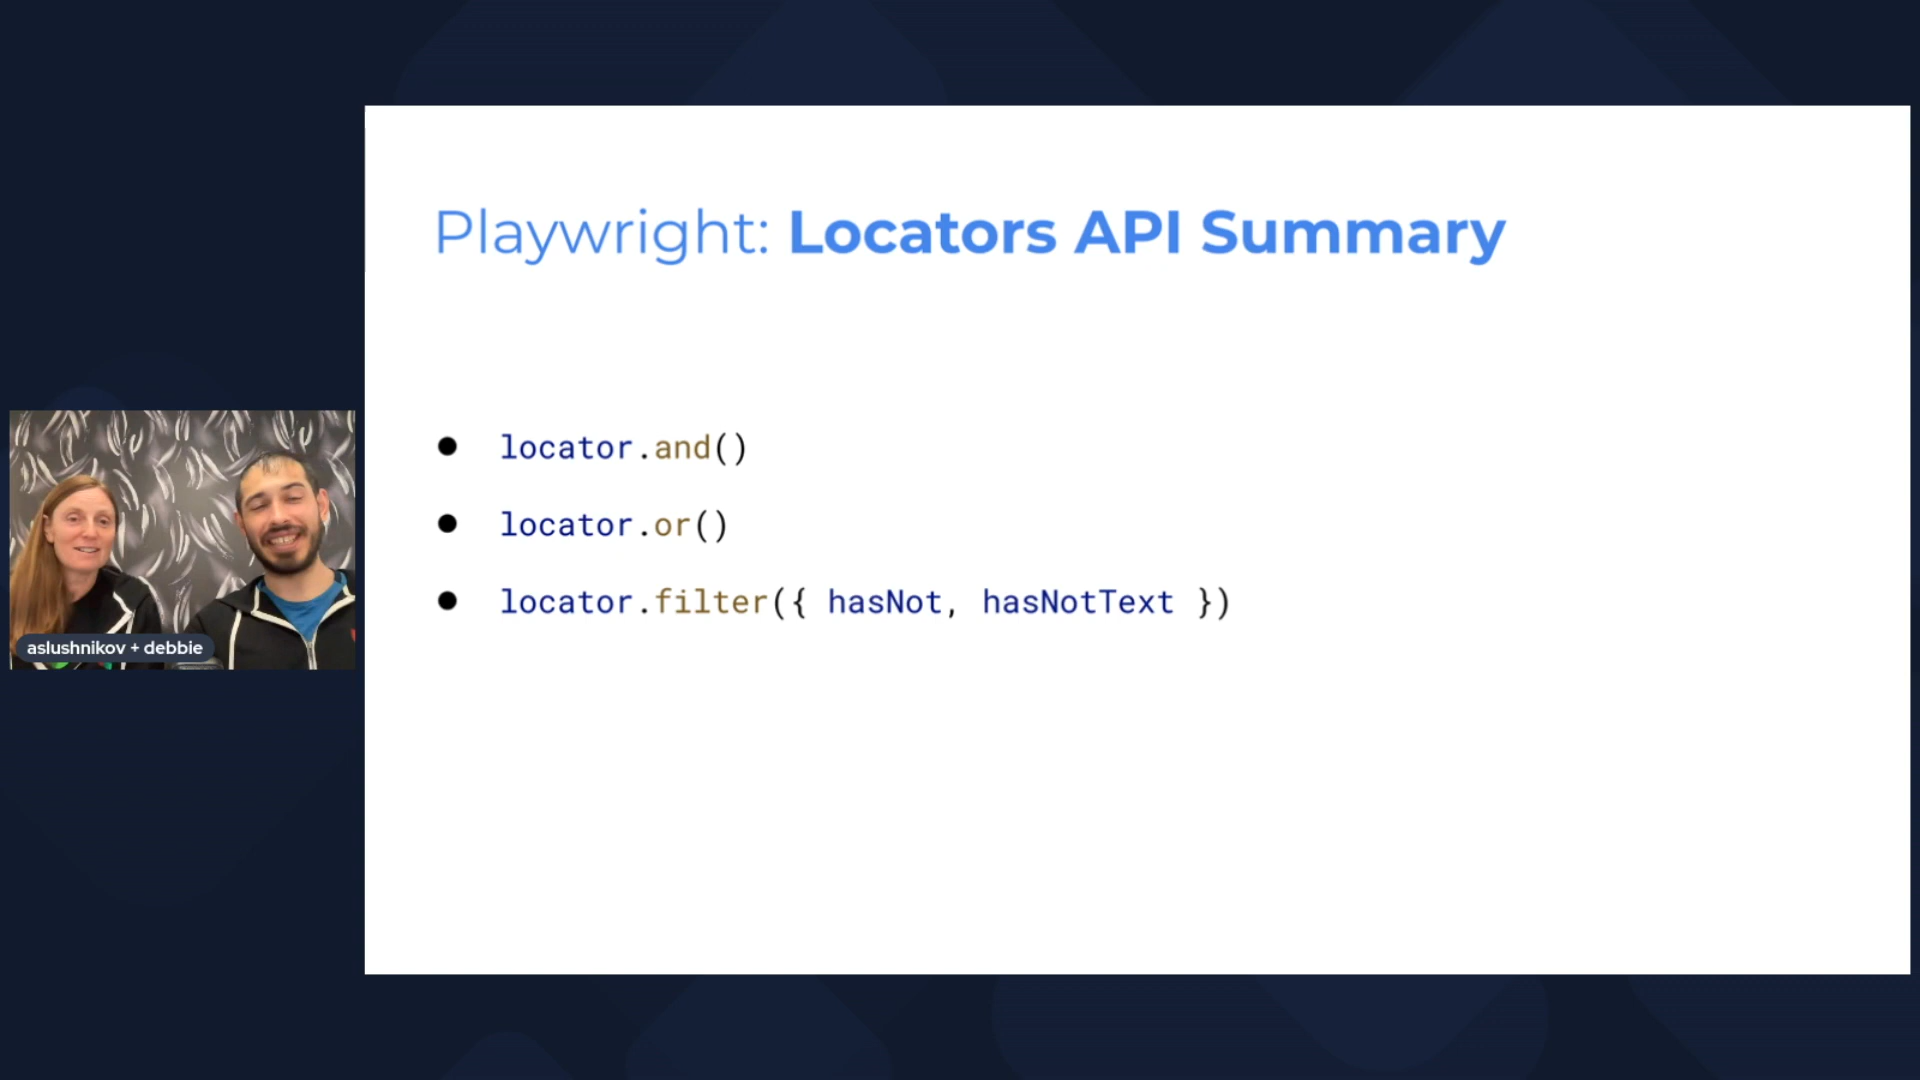 Playwright: Locators API Summary
● locator.and()
● locator.or()
● locator.filter({ hasNot, hasNotText })
aslushnikov + debbie